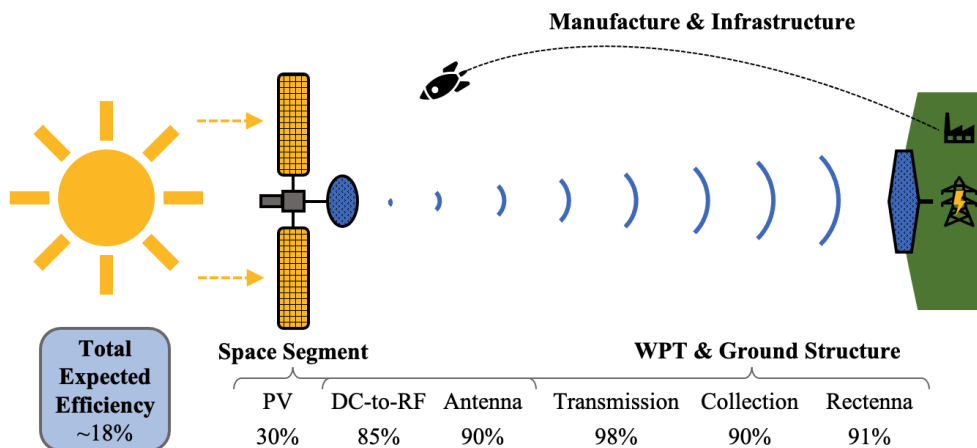 Manufacture & Infrastructure
Total
Expected
Efficiency
~18%
Space Segment
WPT & Ground Structure
PV DC-to-RF Antenna Transmission Collection Rectenna
30% 85% 90% 98% 90% 91%